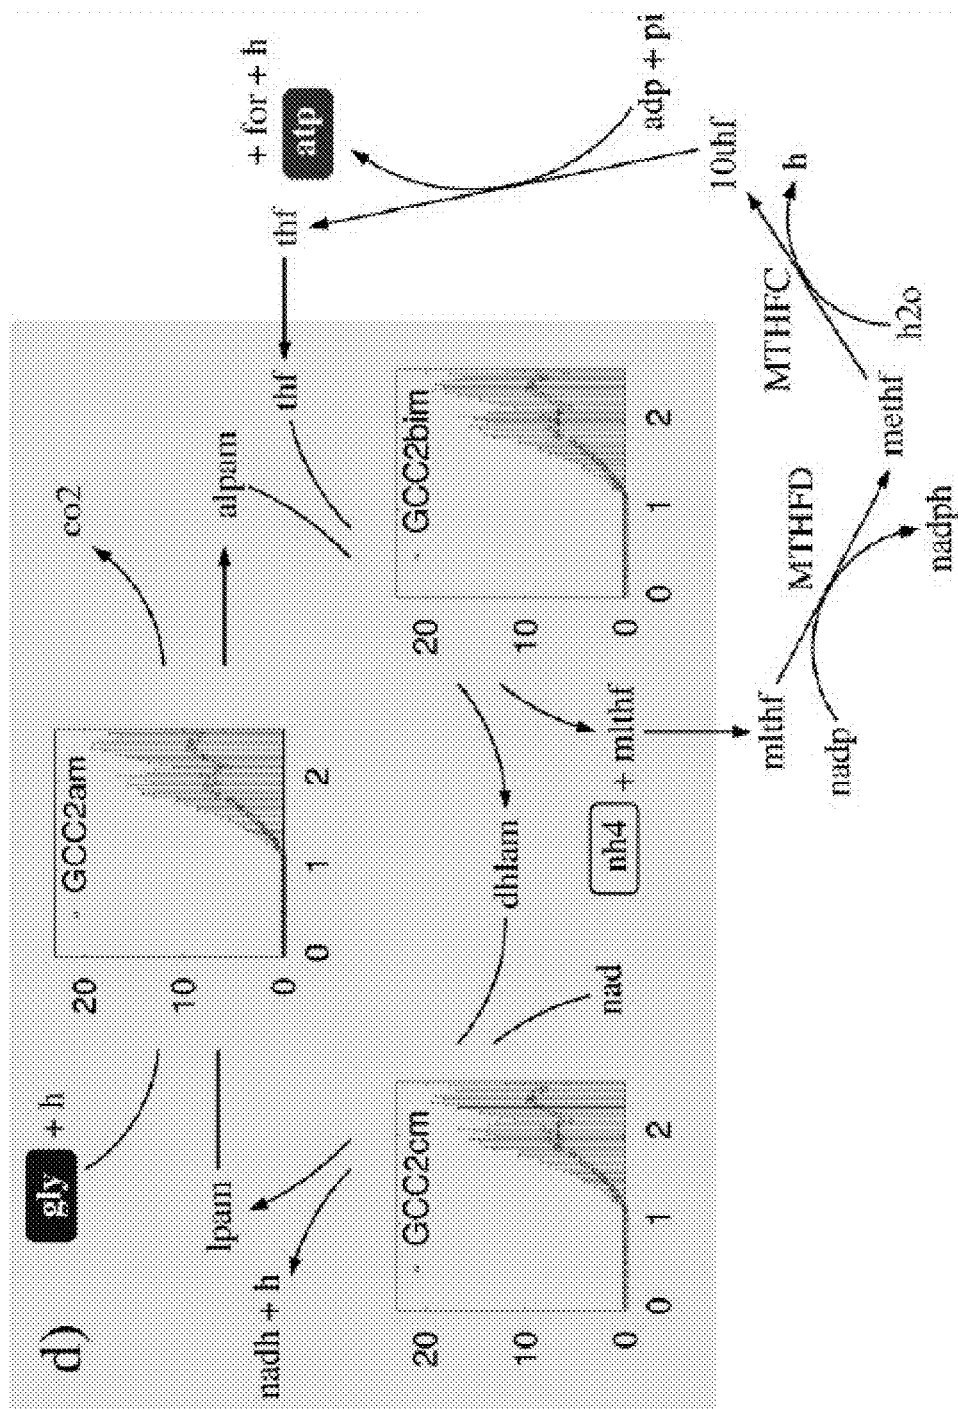 d)
gly + h
GCC2am
20
10
0
0 1 2
co2
alpam
lpam
nadh + h
thf
thf
+ for + h
atp
GCC2cm
20
10
0
0 1 2
nad
dhlam
nh4 + mlthf
GCC2bim
20
10
0
0 1 2
adp + pi
10thf
h
MTHFC
h2o
mlthf
MTHFD
methf
nadp
nadph